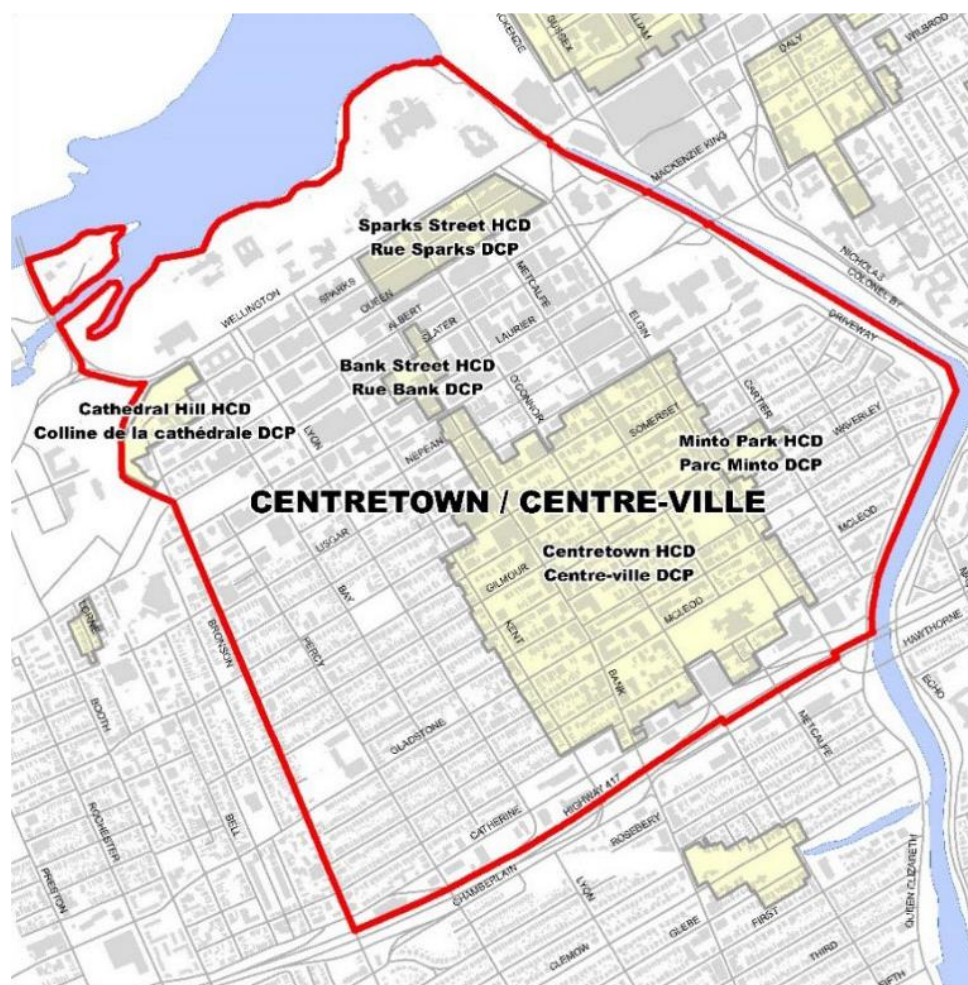 SUSSEX
DALY
WILBROD
MACKENZIE KING
Sparks Street HCD
Rue Sparks DCP
NICHOLAS
COLONEL BY
METCALFE
WELLINGTON
SPARKS
QUEEN
ALBERT
SLATER
LAURIER
ELGIN
DRIVEWAY
Bank Street HCD
Rue Bank DCP
O'CONNOR
CARTIER
Cathedral Hill HCD
Colline de la cathédrale DCP
LYON
NEPEAN
SOMERSET
WAVERLEY
Minto Park HCD
Parc Minto DCP
CENTRETOWN / CENTRE-VILLE
MCLEOD
LISGAR
Centretown HCD
Centre-ville DCP
GILMOUR
BAY
MCLEOD
LORNE
BRONSON
PERCY
KENT
HAWTHORNE
BANK
ECHO
BOOTH
GLADSTONE
METCALFE
HIGHWAY 417
ROCHESTER
BELL
CATHERINE
ROSEBERY
PRESTON
CHAMBERLAIN
LYON
QUEEN ELIZABETH
GLEBE
FIRST
CLEMOW
THIRD